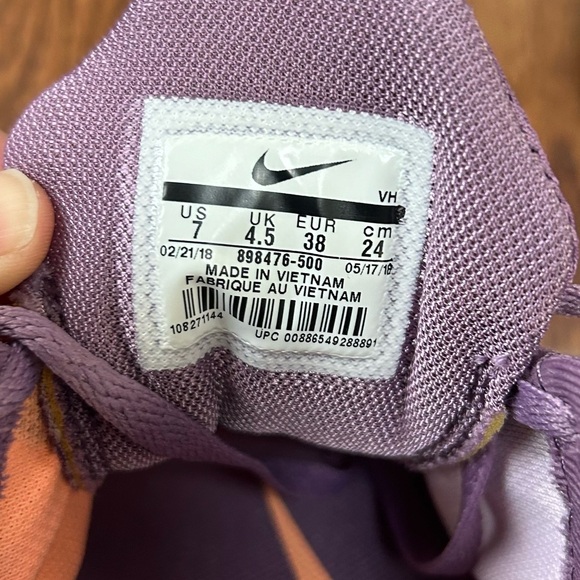 VH
US UK EUR cm
7 4.5 38 24
02/21/18 898476-500 05/17/18
MADE IN VIETNAM
FABRIQUE AU VIETNAM
108271144
UPC 00886549288891